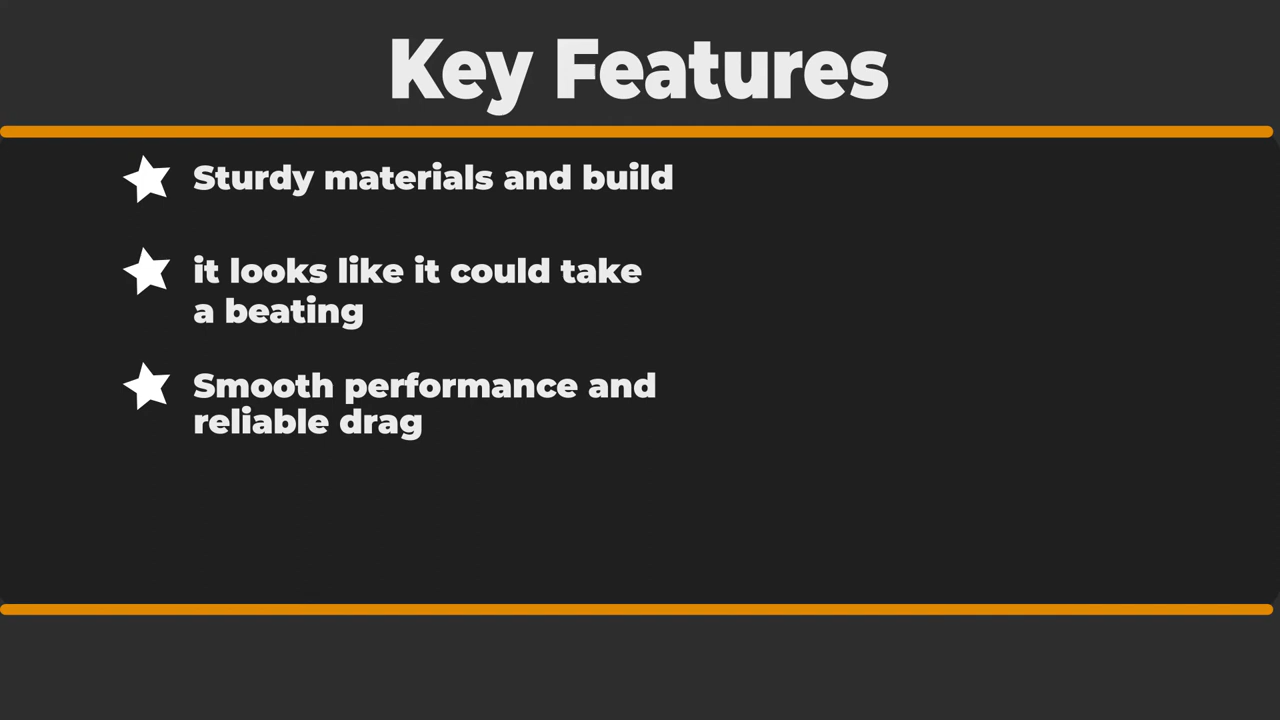 Key Features
Sturdy materials and build
it looks like it could take
a beating
Smooth performance and
reliable drag